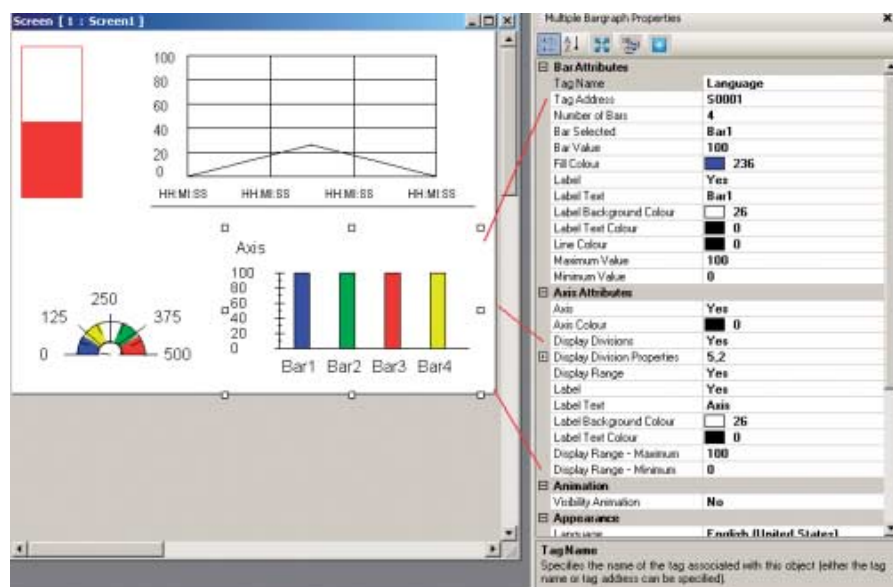 Screen [ 1 : Screen1 ]
100
80
60
40
20
0
HH:MI:SS HH:MI:SS HH:MI:SS HH:MI:SS
0 125 250 375 500
Axis
100
80
60
40
20
0
Bar1 Bar2 Bar3 Bar4
Multiple Bargraph Properties
Bar Attributes
Tag Name Language
Tag Address S0001
Number of Bars 4
Bar Selected Bar1
Bar Value 100
Fill Colour 236
Label Yes
Label Text Bar1
Label Background Colour 26
Label Text Colour 0
Line Colour 0
Maximum Value 100
Minimum Value 0
Axis Attributes
Axis Yes
Axis Colour 0
Display Divisions Yes
Display Division Properties 5,2
Display Range Yes
Label Yes
Label Text Axis
Label Background Colour 26
Label Text Colour 0
Display Range - Maximum 100
Display Range - Minimum 0
Animation
Visibility Animation No
Appearance
Language English (United States)
Tag Name
Specifies the name of the tag associated with this object (either the tag
name or tag address can be specified).